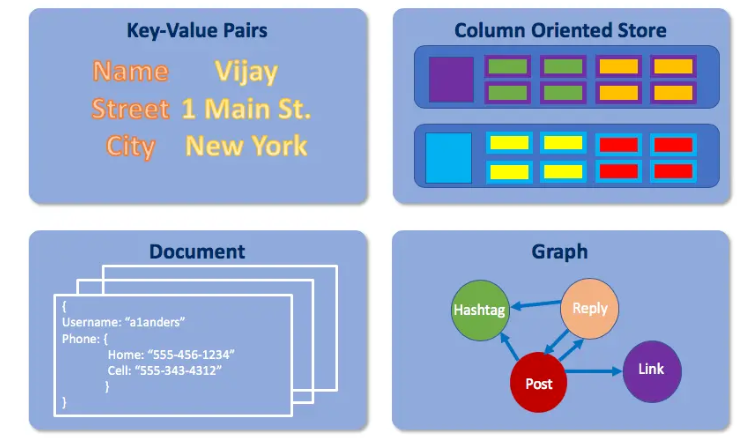 Key-Value Pairs
Name Vijay
Street 1 Main St.
City New York
Column Oriented Store
Document
{
Username: “a1anders”
Phone: {
Home: “555-456-1234”
Cell: “555-343-4312”
}
}
Graph
Hashtag
Reply
Post
Link